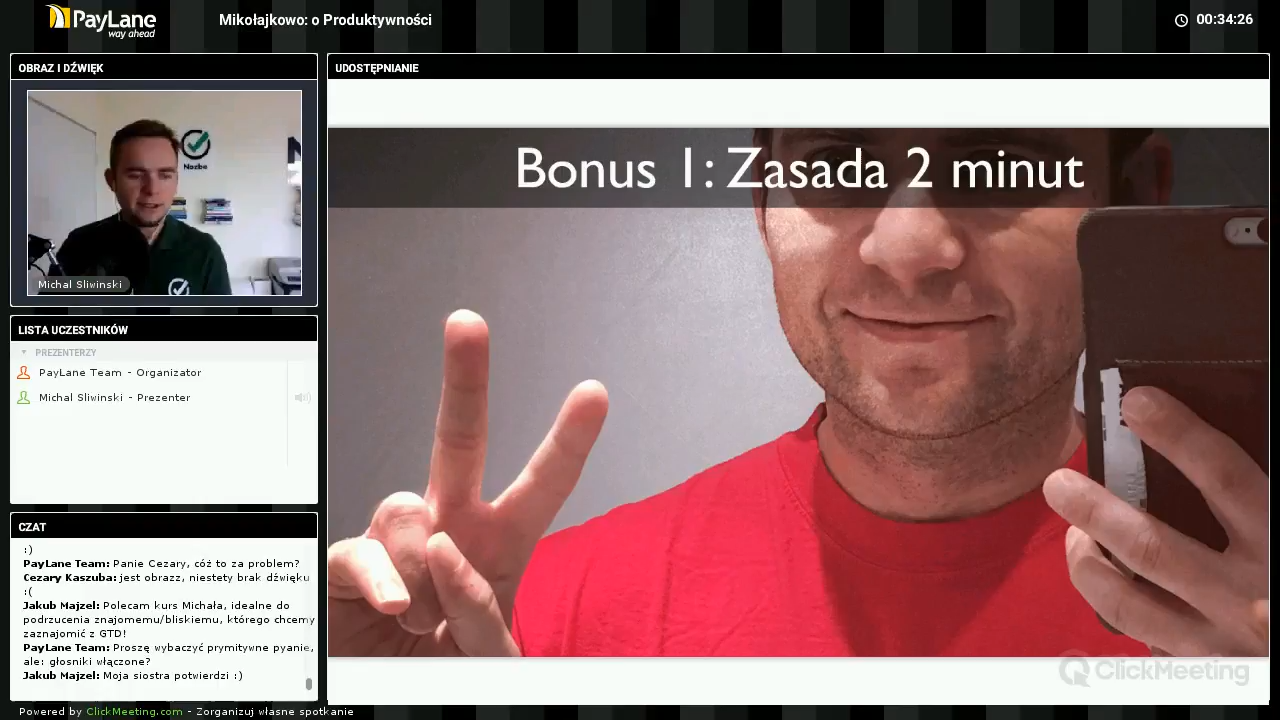 PayLane
way ahead
Mikołajkowo: o Produktywności
00:34:26
OBRAZ I DŹWIĘK
Nozbe
Michal Sliwinski
LISTA UCZESTNIKÓW
PREZENTERZY
PayLane Team - Organizator
Michal Sliwinski - Prezenter
CZAT
:)
PayLane Team: Panie Cezary, cóż to za problem?
Cezary Kaszuba: jest obrazz, niestety brak dźwięku
:(
Jakub Majzel: Polecam kurs Michała, idealne do
podrzucenia znajomemu/bliskiemu, którego chcemy
zaznajomić z GTD!
PayLane Team: Proszę wybaczyć prymitywne pyanie,
ale: głosniki włączone?
Jakub Majzel: Moja siostra potwierdzi :)
UDOSTĘPNIANIE
Bonus 1: Zasada 2 minut
ClickMeeting
Powered by ClickMeeting.com - Zorganizuj własne spotkanie